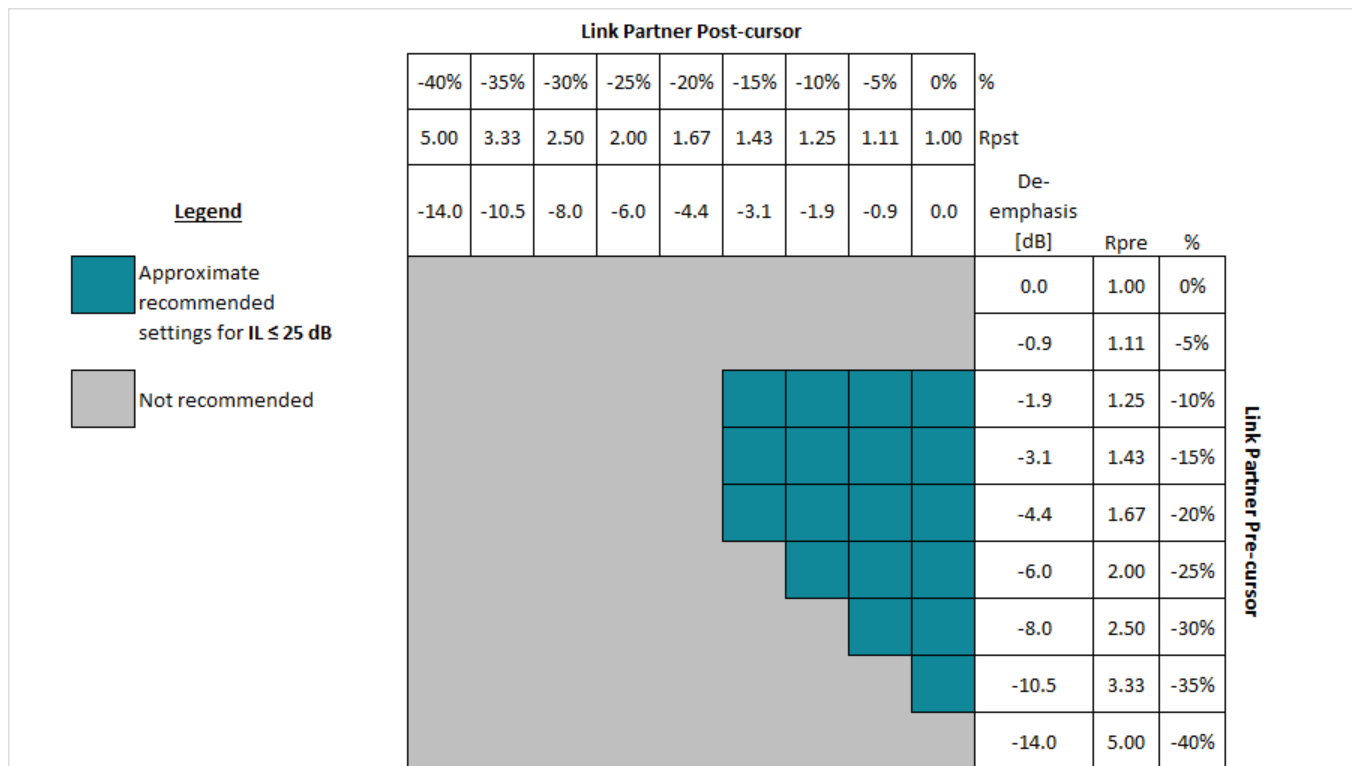 Link Partner Post-cursor
-40% -35% -30% -25% -20% -15% -10% -5% 0% %
5.00 3.33 2.50 2.00 1.67 1.43 1.25 1.11 1.00 Rpst
-14.0 -10.5 -8.0 -6.0 -4.4 -3.1 -1.9 -0.9 0.0
De-
emphasis
[dB] Rpre %
Legend
Approximate
recommended
settings for IL ≤ 25 dB
Not recommended
0.0 1.00 0%
-0.9 1.11 -5%
-1.9 1.25 -10%
-3.1 1.43 -15%
-4.4 1.67 -20%
-6.0 2.00 -25%
-8.0 2.50 -30%
-10.5 3.33 -35%
-14.0 5.00 -40%
Link Partner Pre-cursor